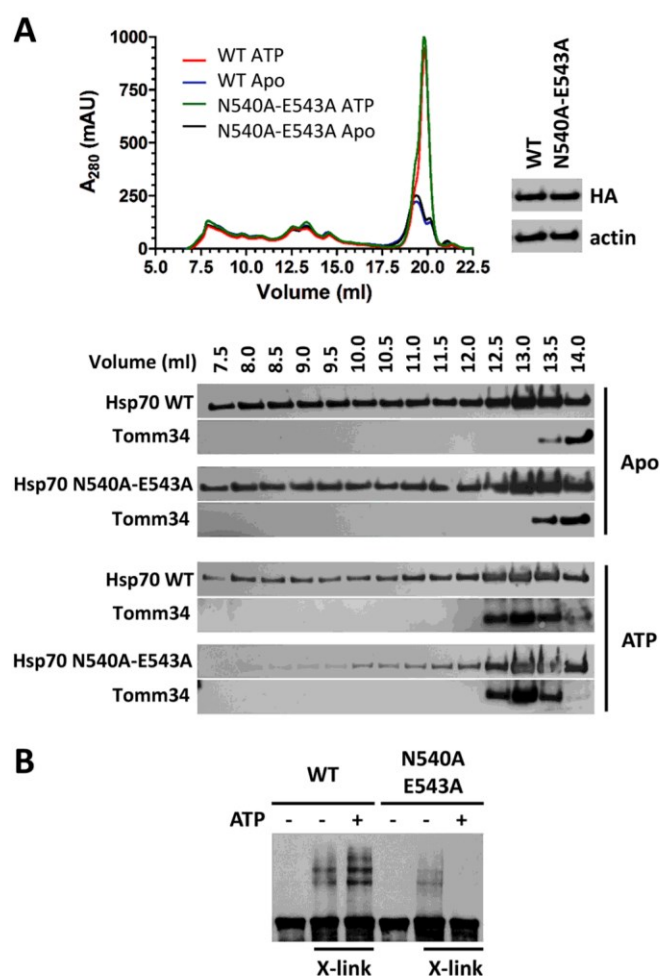 A
1000
750
500
250
0
A280 (mAU)
WT ATP
WT Apo
N540A-E543A ATP
N540A-E543A Apo
5.0 7.5 10.0 12.5 15.0 17.5 20.0 22.5
Volume (ml)
WT
N540A-E543A
HA
actin
Volume (ml) 7.5 8.0 8.5 9.0 9.5 10.0 10.5 11.0 11.5 12.0 12.5 13.0 13.5 14.0
Hsp70 WT
Tomm34
Hsp70 N540A-E543A
Tomm34
Apo
Hsp70 WT
Tomm34
Hsp70 N540A-E543A
Tomm34
ATP
B
WT N540A
E543A
ATP - - + - - +
X-link X-link